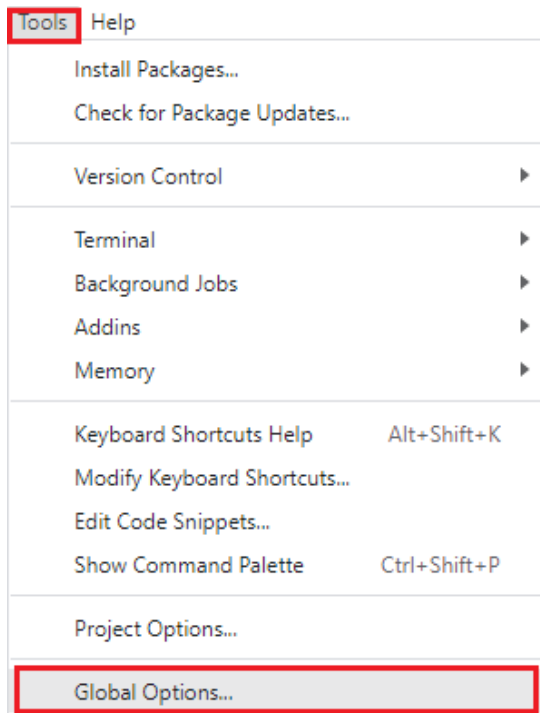 Tools Help
Install Packages...
Check for Package Updates...
Version Control
Terminal
Background Jobs
Addins
Memory
Keyboard Shortcuts Help Alt+Shift+K
Modify Keyboard Shortcuts...
Edit Code Snippets...
Show Command Palette Ctrl+Shift+P
Project Options...
Global Options...